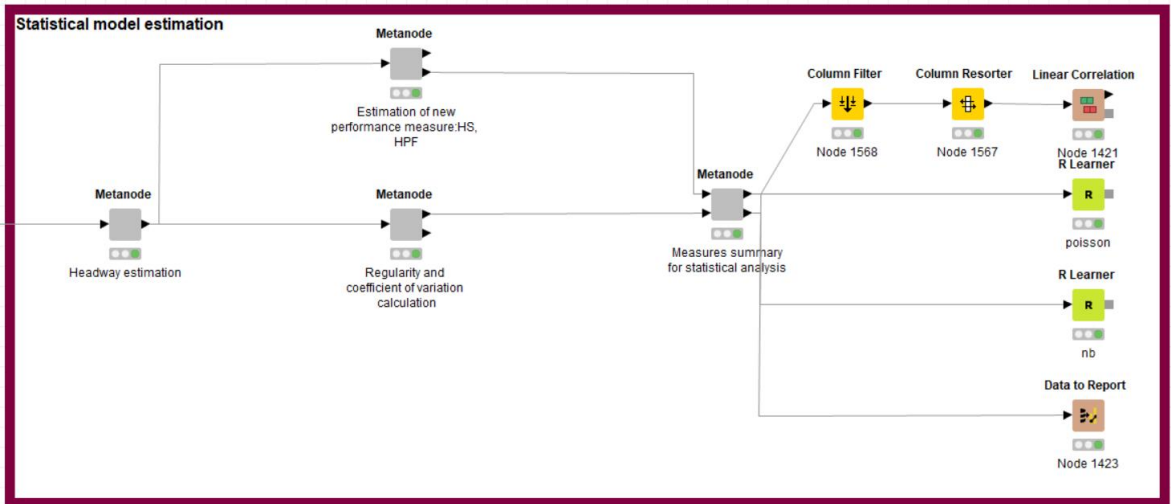 Statistical model estimation
Metanode
Estimation of new
performance measure:HS,
HPF
Metanode
Headway estimation
Metanode
Regularity and
coefficient of variation
calculation
Metanode
Measures summary
for statistical analysis
Column Filter
Node 1568
Column Resorter
Node 1567
Linear Correlation
Node 1421
R Learner
R
poisson
R Learner
R
nb
Data to Report
Node 1423